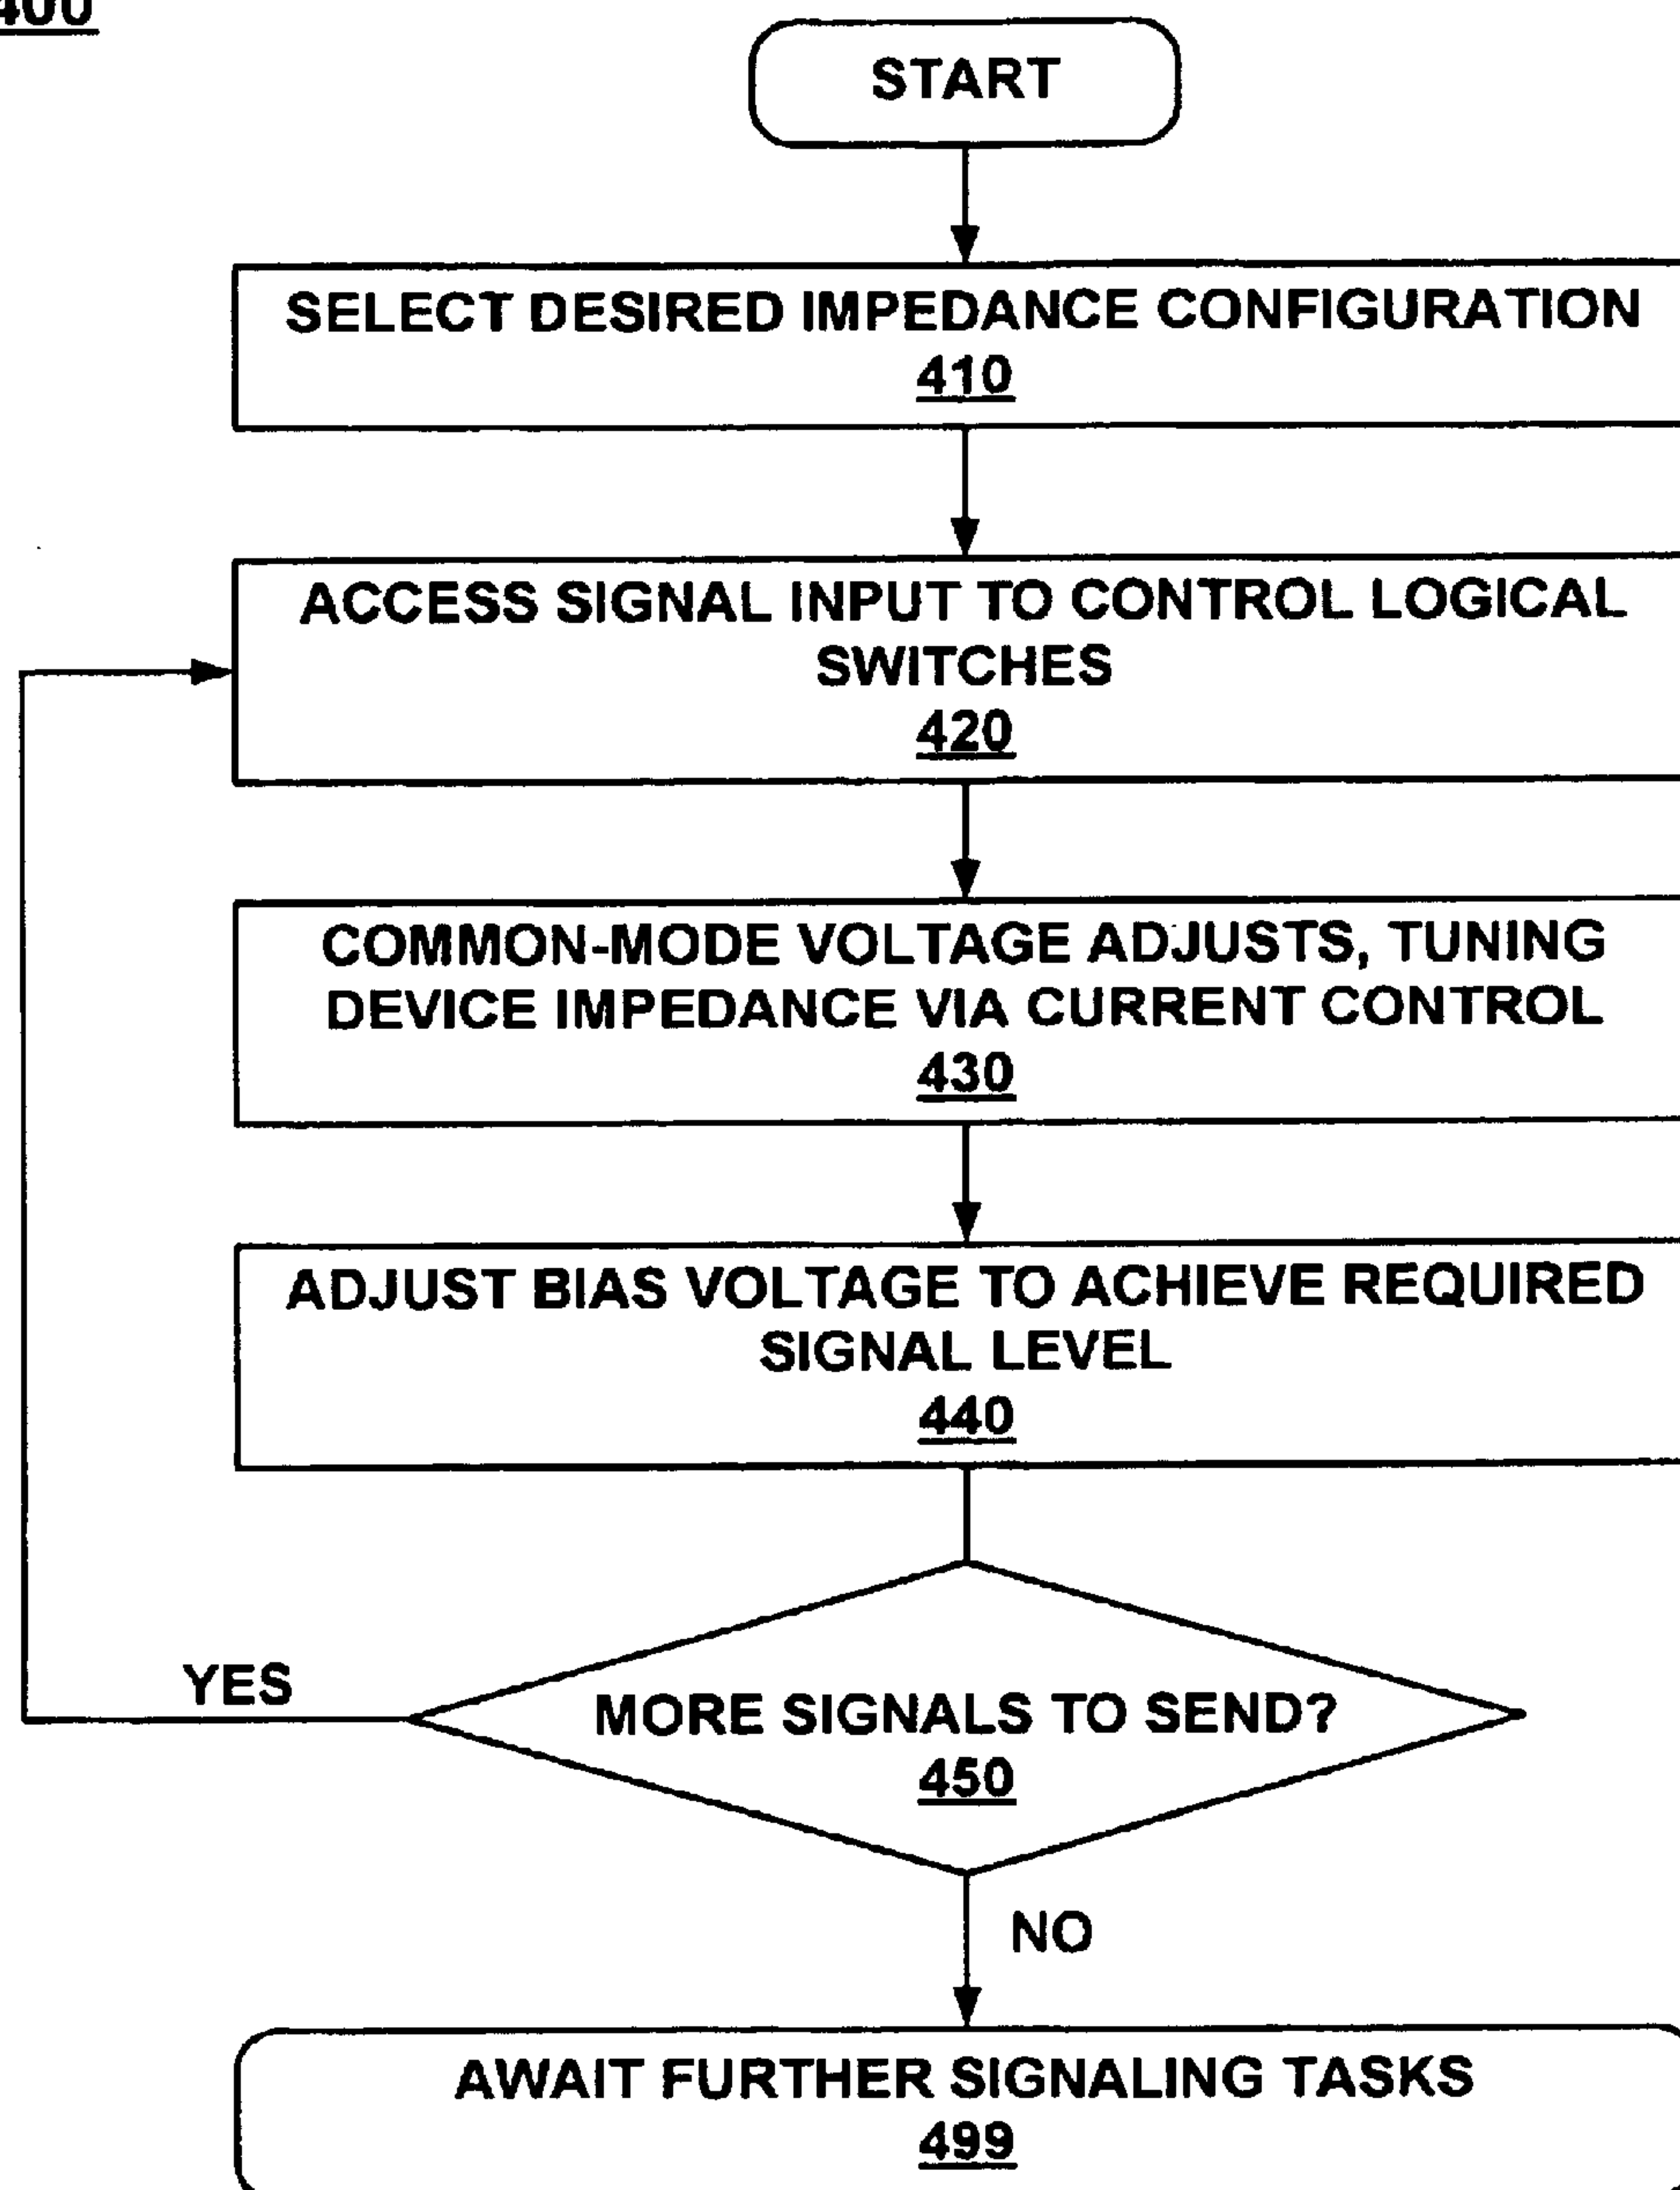 400
START
SELECT DESIRED IMPEDANCE CONFIGURATION
410
ACCESS SIGNAL INPUT TO CONTROL LOGICAL
SWITCHES
420
COMMON-MODE VOLTAGE ADJUSTS, TUNING
DEVICE IMPEDANCE VIA CURRENT CONTROL
430
ADJUST BIAS VOLTAGE TO ACHIEVE REQUIRED
SIGNAL LEVEL
440
YES
MORE SIGNALS TO SEND?
450
NO
AWAIT FURTHER SIGNALING TASKS
499